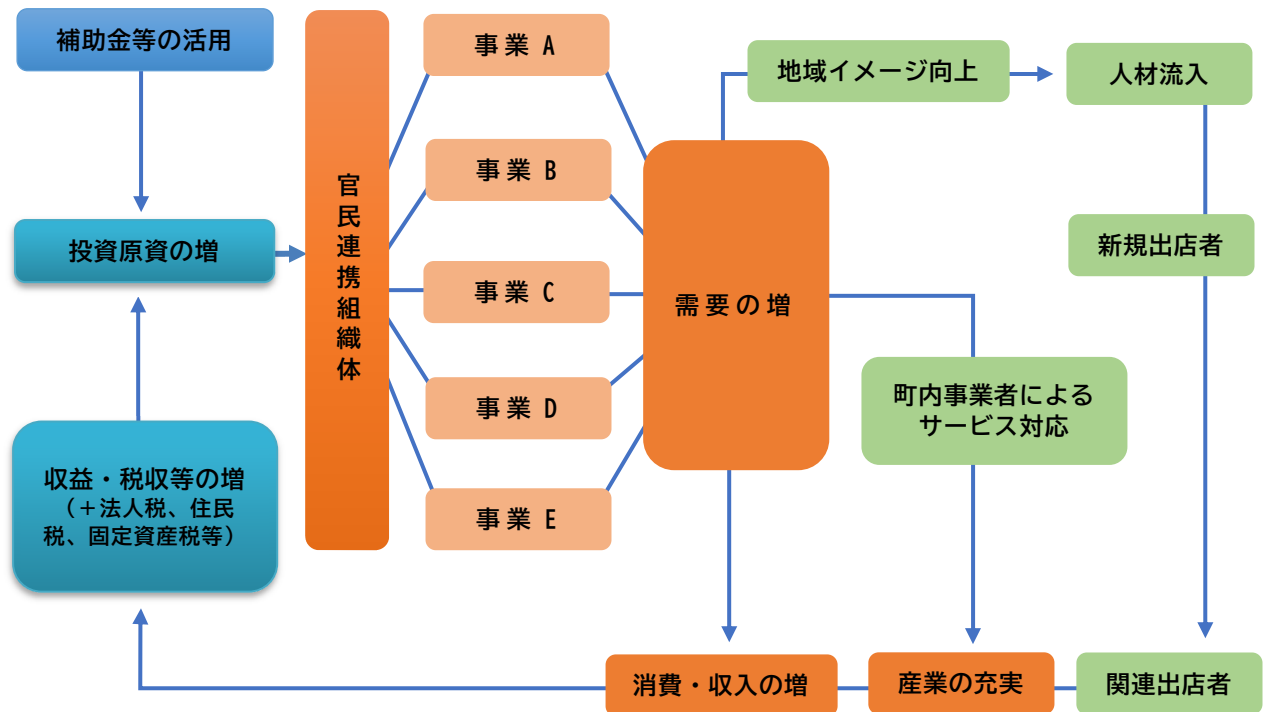 補助金等の活用
投資原資の増
収益・税収等の増
（＋法人税、住民
税、固定資産税等）
官民連携組織体
事業 A
事業 B
事業 C
事業 D
事業 E
需要の増
地域イメージ向上
人材流入
新規出店者
町内事業者による
サービス対応
消費・収入の増
産業の充実
関連出店者